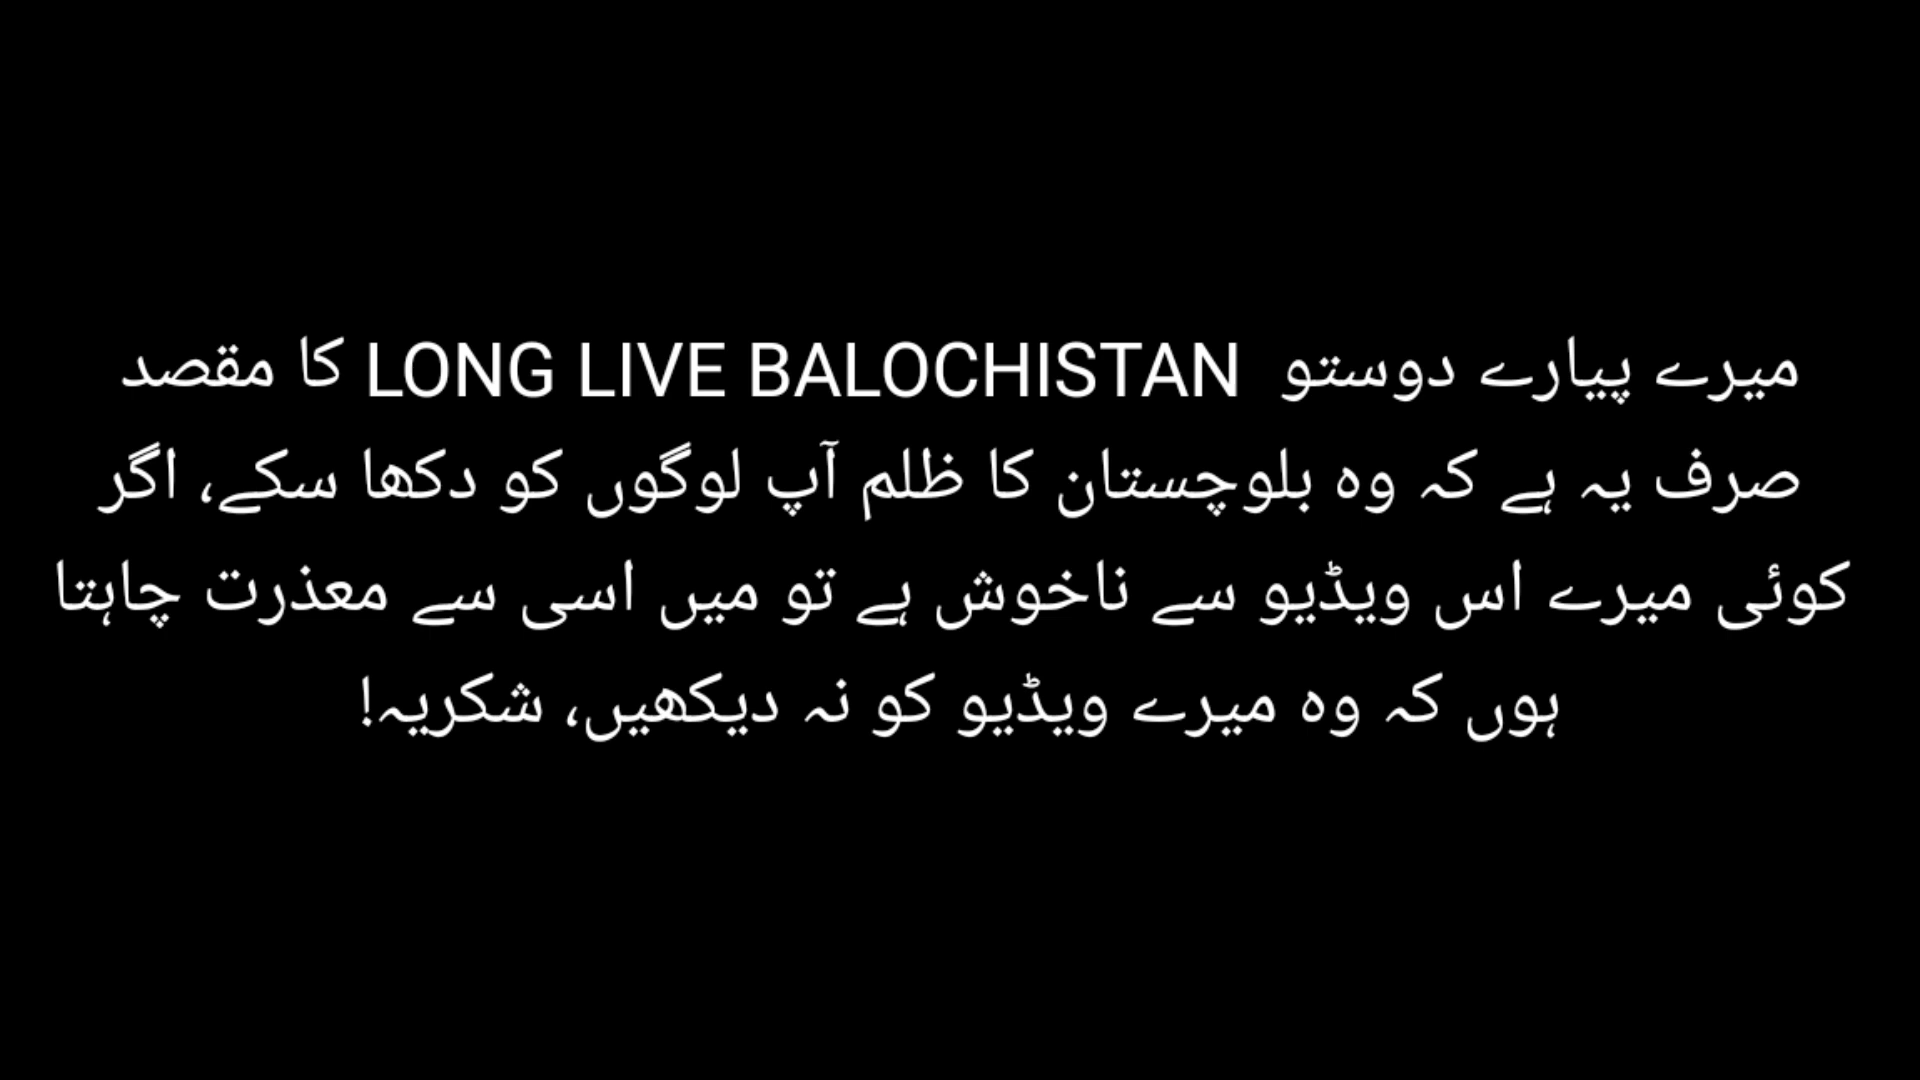 میرے پیارے دوستو LONG LIVE BALOCHISTAN کا مقصد
صرف یہ ہے کہ وہ بلوچستان کا ظلم آپ لوگوں کو دکھا سکے، اگر
کوئی میرے اس ویڈیو سے ناخوش ہے تو میں اسی سے معذرت چاہتا
ہوں کہ وہ میرے ویڈیو کو نہ دیکھیں، شکریہ!